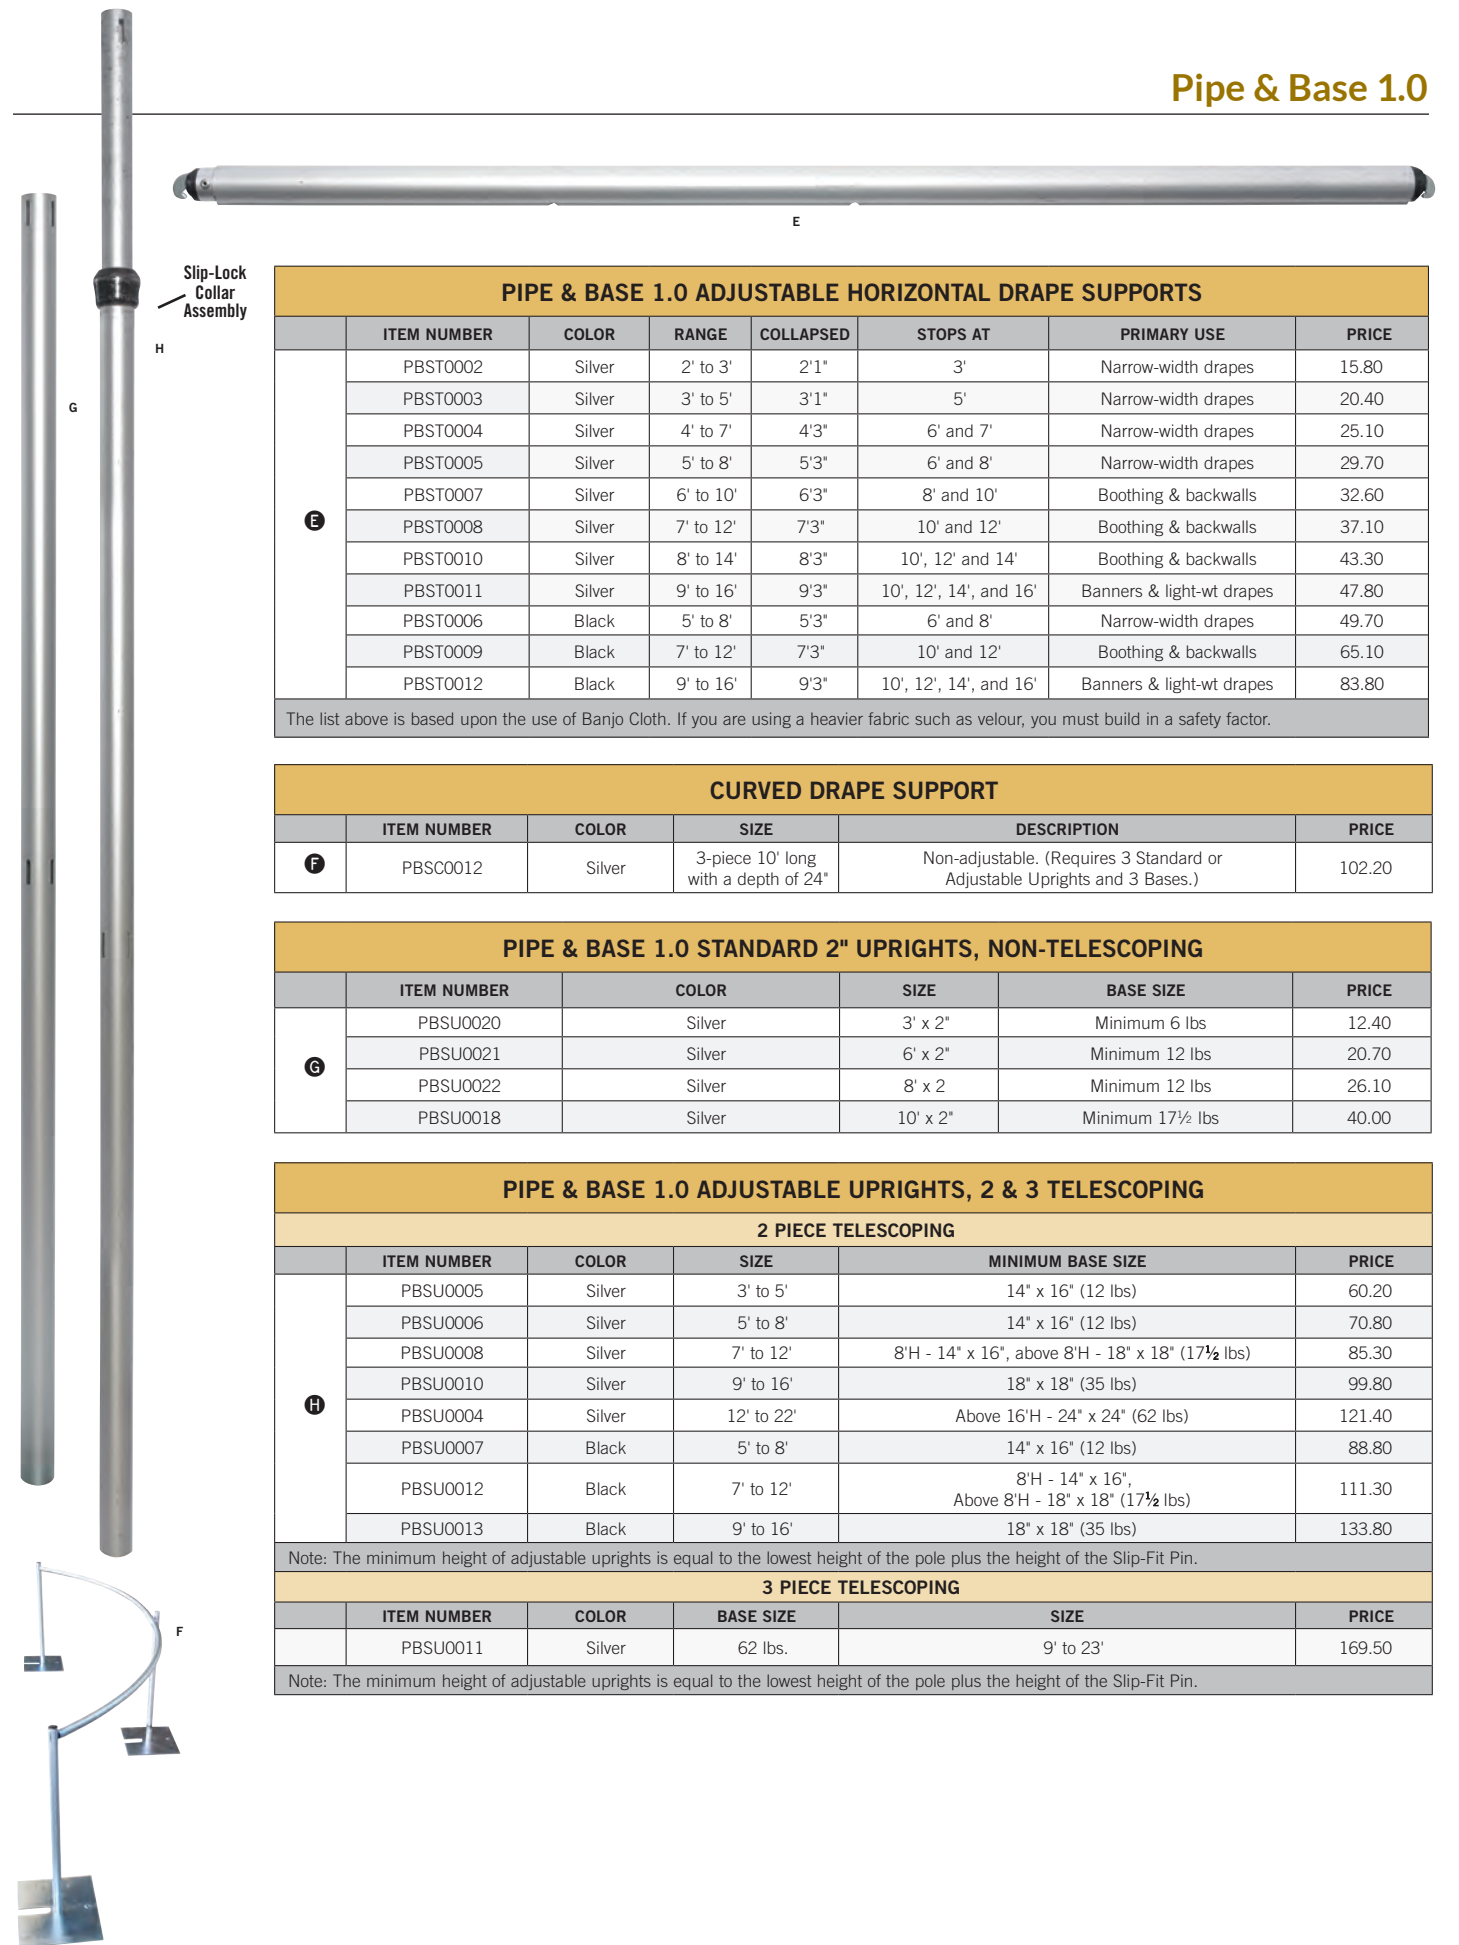 Pipe & Base 1.0
E
Slip-Lock
Collar
Assembly
H
G
PIPE & BASE 1.0 ADJUSTABLE HORIZONTAL DRAPE SUPPORTS
ITEM NUMBER COLOR RANGE COLLAPSED STOPS AT PRIMARY USE PRICE
E
PBST0002 Silver 2' to 3' 2'1" 3' Narrow-width drapes 15.80
PBST0003 Silver 3' to 5' 3'1" 5' Narrow-width drapes 20.40
PBST0004 Silver 4' to 7' 4'3" 6' and 7' Narrow-width drapes 25.10
PBST0005 Silver 5' to 8' 5'3" 6' and 8' Narrow-width drapes 29.70
PBST0007 Silver 6' to 10' 6'3" 8' and 10' Boothing & backwalls 32.60
PBST0008 Silver 7' to 12' 7'3" 10' and 12' Boothing & backwalls 37.10
PBST0010 Silver 8' to 14' 8'3" 10', 12' and 14' Boothing & backwalls 43.30
PBST0011 Silver 9' to 16' 9'3" 10', 12', 14', and 16' Banners & light-wt drapes 47.80
PBST0006 Black 5' to 8' 5'3" 6' and 8' Narrow-width drapes 49.70
PBST0009 Black 7' to 12' 7'3" 10' and 12' Boothing & backwalls 65.10
PBST0012 Black 9' to 16' 9'3" 10', 12', 14', and 16' Banners & light-wt drapes 83.80
The list above is based upon the use of Banjo Cloth. If you are using a heavier fabric such as velour, you must build in a safety factor.
CURVED DRAPE SUPPORT
ITEM NUMBER COLOR SIZE DESCRIPTION PRICE
F PBSC0012 Silver 3-piece 10' long Non-adjustable. (Requires 3 Standard or 102.20
with a depth of 24" Adjustable Uprights and 3 Bases.)
PIPE & BASE 1.0 STANDARD 2" UPRIGHTS, NON-TELESCOPING
ITEM NUMBER COLOR SIZE BASE SIZE PRICE
G
PBSU0020 Silver 3' x 2" Minimum 6 lbs 12.40
PBSU0021 Silver 6' x 2" Minimum 12 lbs 20.70
PBSU0022 Silver 8' x 2 Minimum 12 lbs 26.10
PBSU0018 Silver 10' x 2" Minimum 17½ lbs 40.00
PIPE & BASE 1.0 ADJUSTABLE UPRIGHTS, 2 & 3 TELESCOPING
2 PIECE TELESCOPING
ITEM NUMBER COLOR SIZE MINIMUM BASE SIZE PRICE
H
PBSU0005 Silver 3' to 5' 14" x 16" (12 lbs) 60.20
PBSU0006 Silver 5' to 8' 14" x 16" (12 lbs) 70.80
PBSU0008 Silver 7' to 12' 8'H - 14" x 16", above 8'H - 18" x 18" (17½ lbs) 85.30
PBSU0010 Silver 9' to 16' 18" x 18" (35 lbs) 99.80
PBSU0004 Silver 12' to 22' Above 16'H - 24" x 24" (62 lbs) 121.40
PBSU0007 Black 5' to 8' 14" x 16" (12 lbs) 88.80
PBSU0012 Black 7' to 12' 8'H - 14" x 16", 111.30
Above 8'H - 18" x 18" (17½ lbs)
PBSU0013 Black 9' to 16' 18" x 18" (35 lbs) 133.80
Note: The minimum height of adjustable uprights is equal to the lowest height of the pole plus the height of the Slip-Fit Pin.
3 PIECE TELESCOPING
ITEM NUMBER COLOR BASE SIZE SIZE PRICE
PBSU0011 Silver 62 lbs. 9' to 23' 169.50
Note: The minimum height of adjustable uprights is equal to the lowest height of the pole plus the height of the Slip-Fit Pin.
F